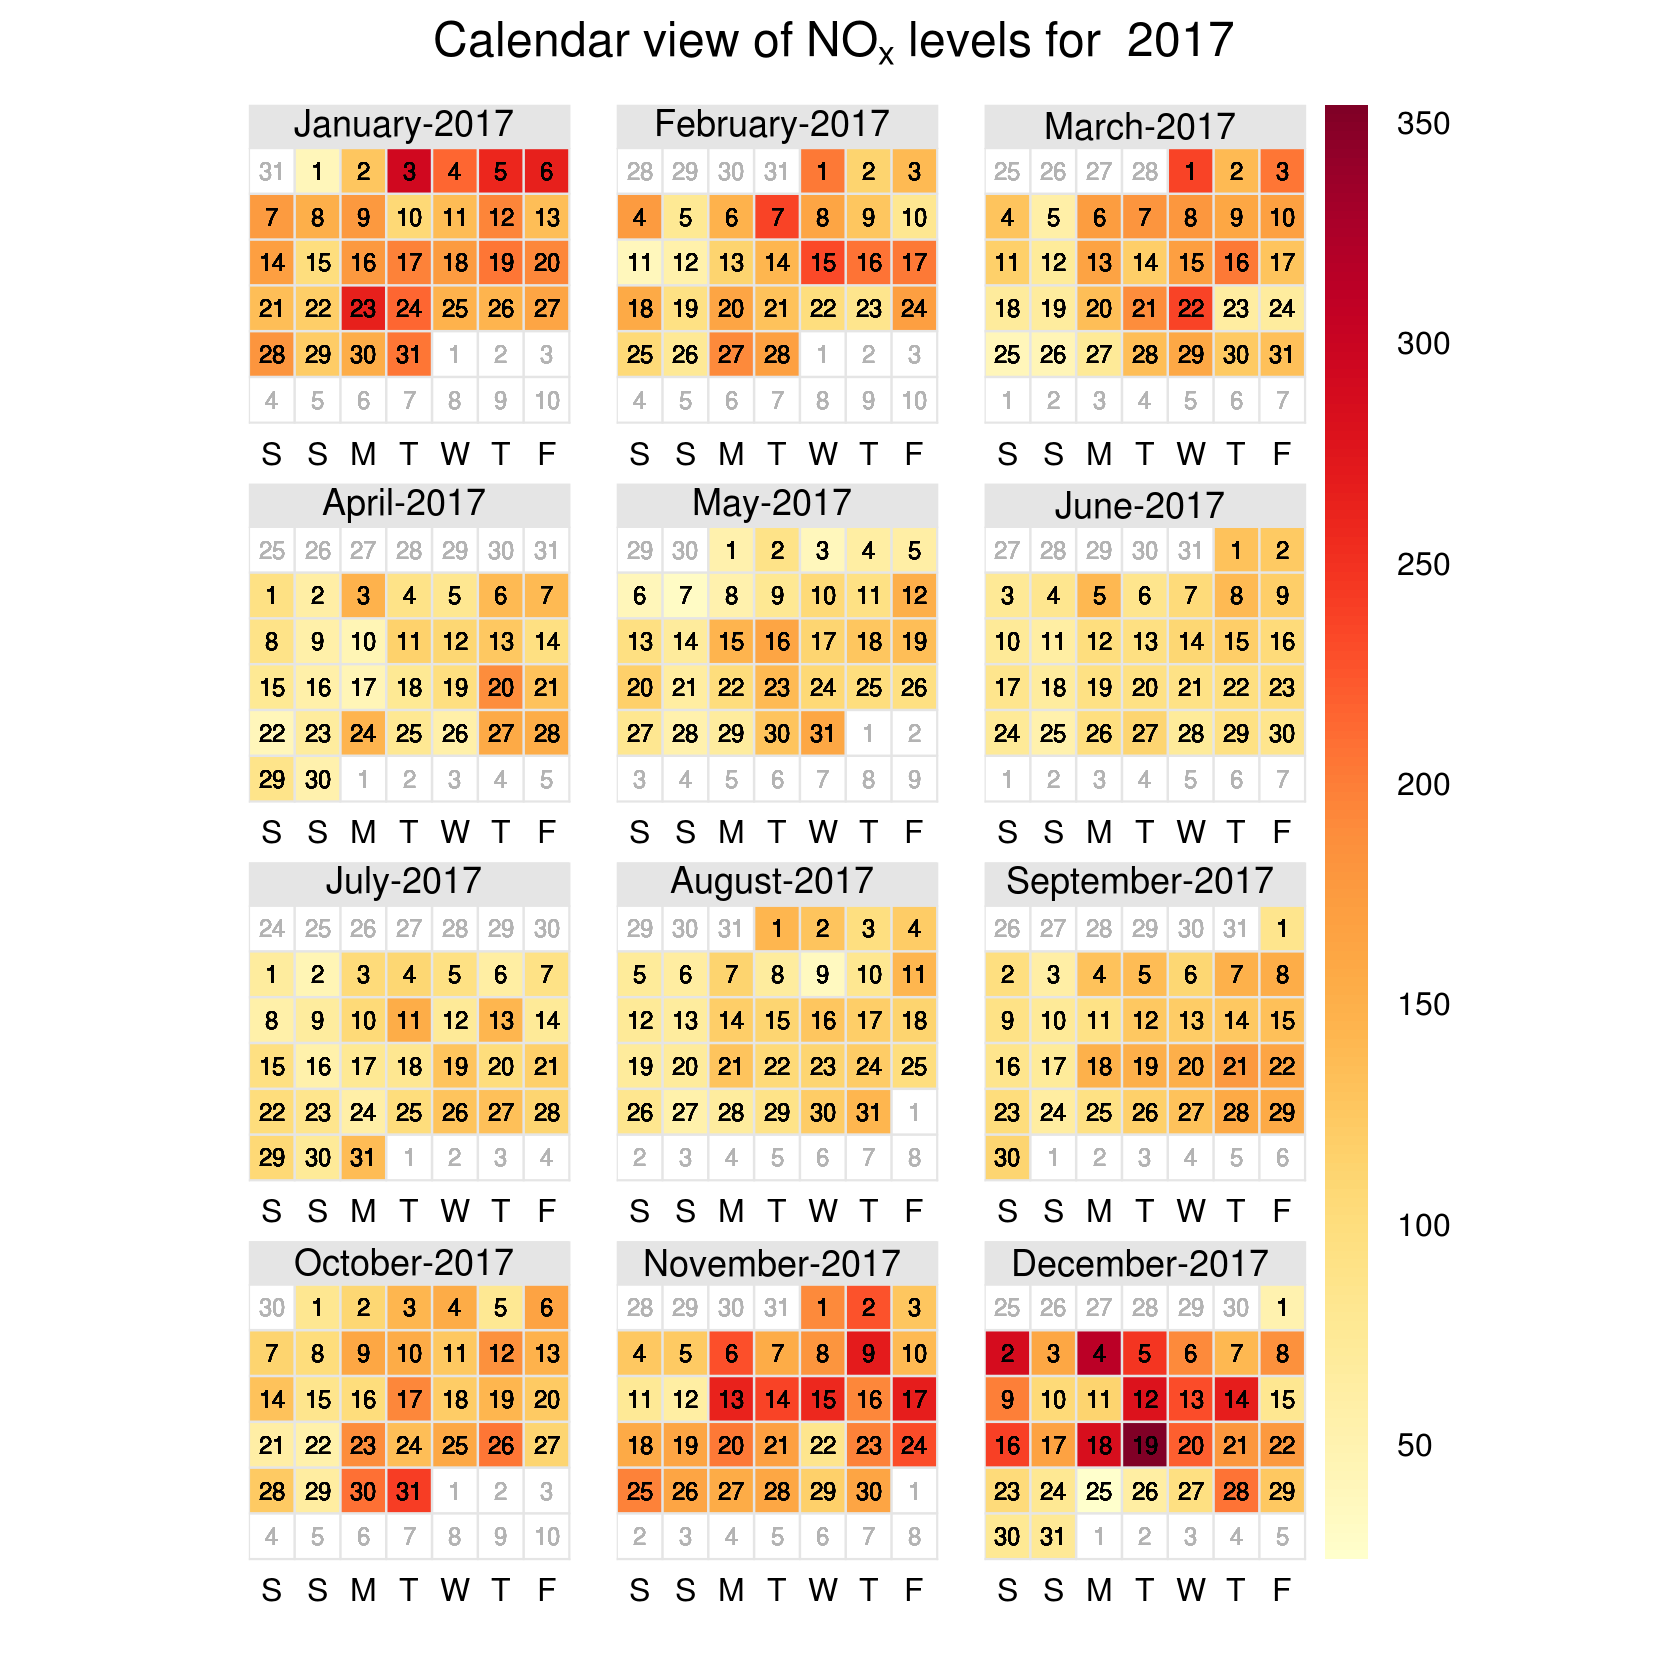 Calendar view of NOx levels for 2017
January-2017 February-2017 March-2017
31 1 2 3 4 5 6 28 29 30 31 1 2 3 25 26 27 28 1 2 3
7 8 9 10 11 12 13 4 5 6 7 8 9 10 4 5 6 7 8 9 10
14 15 16 17 18 19 20 11 12 13 14 15 16 17 11 12 13 14 15 16 17
21 22 23 24 25 26 27 18 19 20 21 22 23 24 18 19 20 21 22 23 24
28 29 30 31 1 2 3 25 26 27 28 1 2 3 25 26 27 28 29 30 31
4 5 6 7 8 9 10 4 5 6 7 8 9 10 1 2 3 4 5 6 7
S S M T W T F S S M T W T F S S M T W T F
April-2017 May-2017 June-2017
25 26 27 28 29 30 31 29 30 1 2 3 4 5 27 28 29 30 31 1 2
1 2 3 4 5 6 7 6 7 8 9 10 11 12 3 4 5 6 7 8 9
8 9 10 11 12 13 14 13 14 15 16 17 18 19 10 11 12 13 14 15 16
15 16 17 18 19 20 21 20 21 22 23 24 25 26 17 18 19 20 21 22 23
22 23 24 25 26 27 28 27 28 29 30 31 1 2 24 25 26 27 28 29 30
29 30 1 2 3 4 5 3 4 5 6 7 8 9 1 2 3 4 5 6 7
S S M T W T F S S M T W T F S S M T W T F
July-2017 August-2017 September-2017
24 25 26 27 28 29 30 29 30 31 1 2 3 4 26 27 28 29 30 31 1
1 2 3 4 5 6 7 5 6 7 8 9 10 11 2 3 4 5 6 7 8
8 9 10 11 12 13 14 12 13 14 15 16 17 18 9 10 11 12 13 14 15
15 16 17 18 19 20 21 19 20 21 22 23 24 25 16 17 18 19 20 21 22
22 23 24 25 26 27 28 26 27 28 29 30 31 1 23 24 25 26 27 28 29
29 30 31 1 2 3 4 2 3 4 5 6 7 8 30 1 2 3 4 5 6
S S M T W T F S S M T W T F S S M T W T F
October-2017 November-2017 December-2017
30 1 2 3 4 5 6 28 29 30 31 1 2 3 25 26 27 28 29 30 1
7 8 9 10 11 12 13 4 5 6 7 8 9 10 2 3 4 5 6 7 8
14 15 16 17 18 19 20 11 12 13 14 15 16 17 9 10 11 12 13 14 15
21 22 23 24 25 26 27 18 19 20 21 22 23 24 16 17 18 19 20 21 22
28 29 30 31 1 2 3 25 26 27 28 29 30 1 23 24 25 26 27 28 29
4 5 6 7 8 9 10 2 3 4 5 6 7 8 30 31 1 2 3 4 5
S S M T W T F S S M T W T F S S M T W T F
350
300
250
200
150
100
50